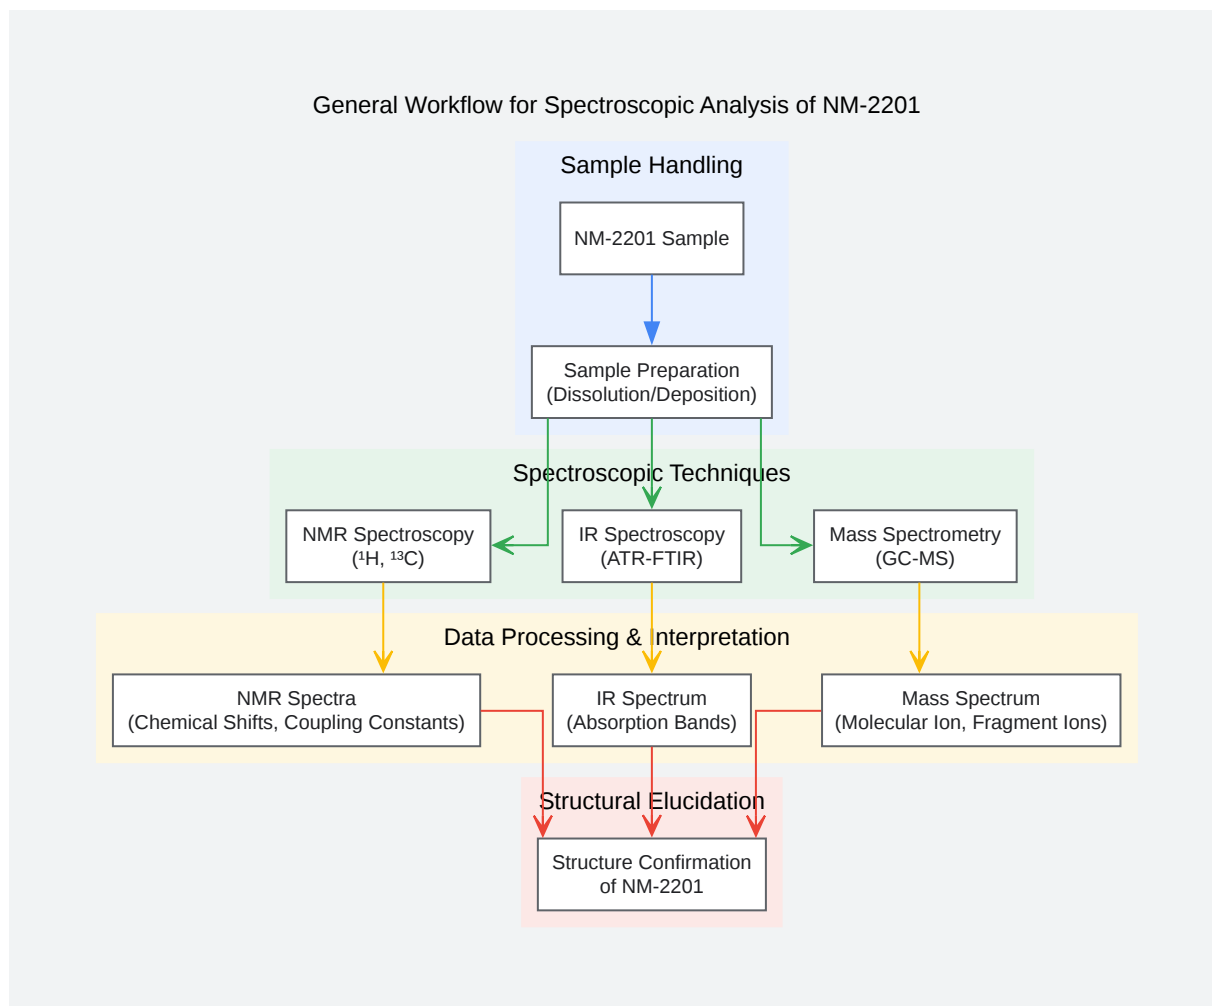 General Workflow for Spectroscopic Analysis of NM-2201
Sample Handling
NM-2201 Sample
Sample Preparation
(Dissolution/Deposition)
Spectroscopic Techniques
NMR Spectroscopy
(¹H, ¹³C)
IR Spectroscopy
(ATR-FTIR)
Mass Spectrometry
(GC-MS)
Data Processing & Interpretation
NMR Spectra
(Chemical Shifts, Coupling Constants)
IR Spectrum
(Absorption Bands)
Mass Spectrum
(Molecular Ion, Fragment Ions)
Structural Elucidation
Structure Confirmation
of NM-2201